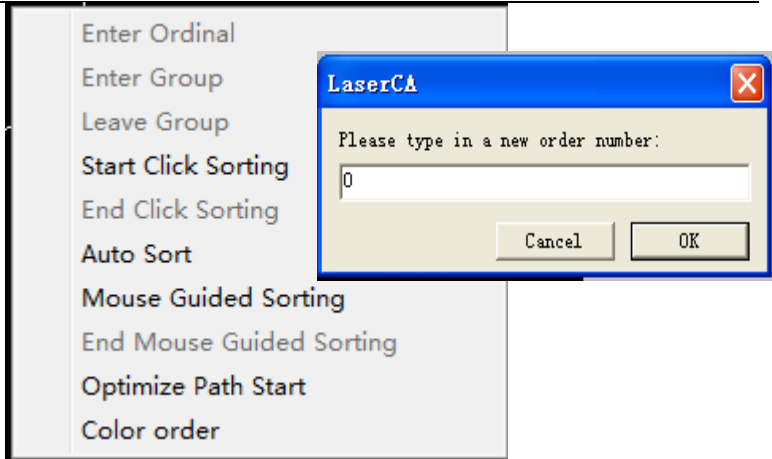 Enter Ordinal
Enter Group
Leave Group
Start Click Sorting
End Click Sorting
Auto Sort
Mouse Guided Sorting
End Mouse Guided Sorting
Optimize Path Start
Color order
LaserCA
Please type in a new order number:
0
Cancel
OK